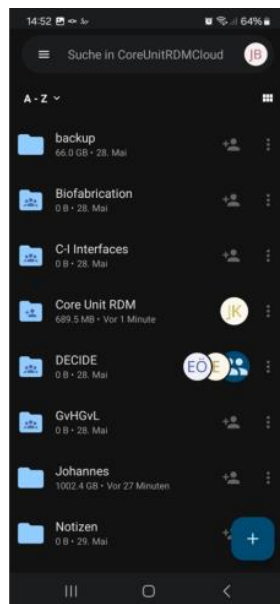 14:52
64%
Suche in CoreUnitRDMCloud
JB
A - Z
backup
66.0 GB • 28. Mai
Biofabrication
0 B • 28. Mai
C-I Interfaces
0 B • 28. Mai
Core Unit RDM
689.5 MB • Vor 1 Minute
JK
DECIDE
0 B • 28. Mai
EÖ
E
GvHGvL
0 B • 28. Mai
Johannes
1002.4 GB • Vor 27 Minuten
Notizen
0 B • 29. Mai